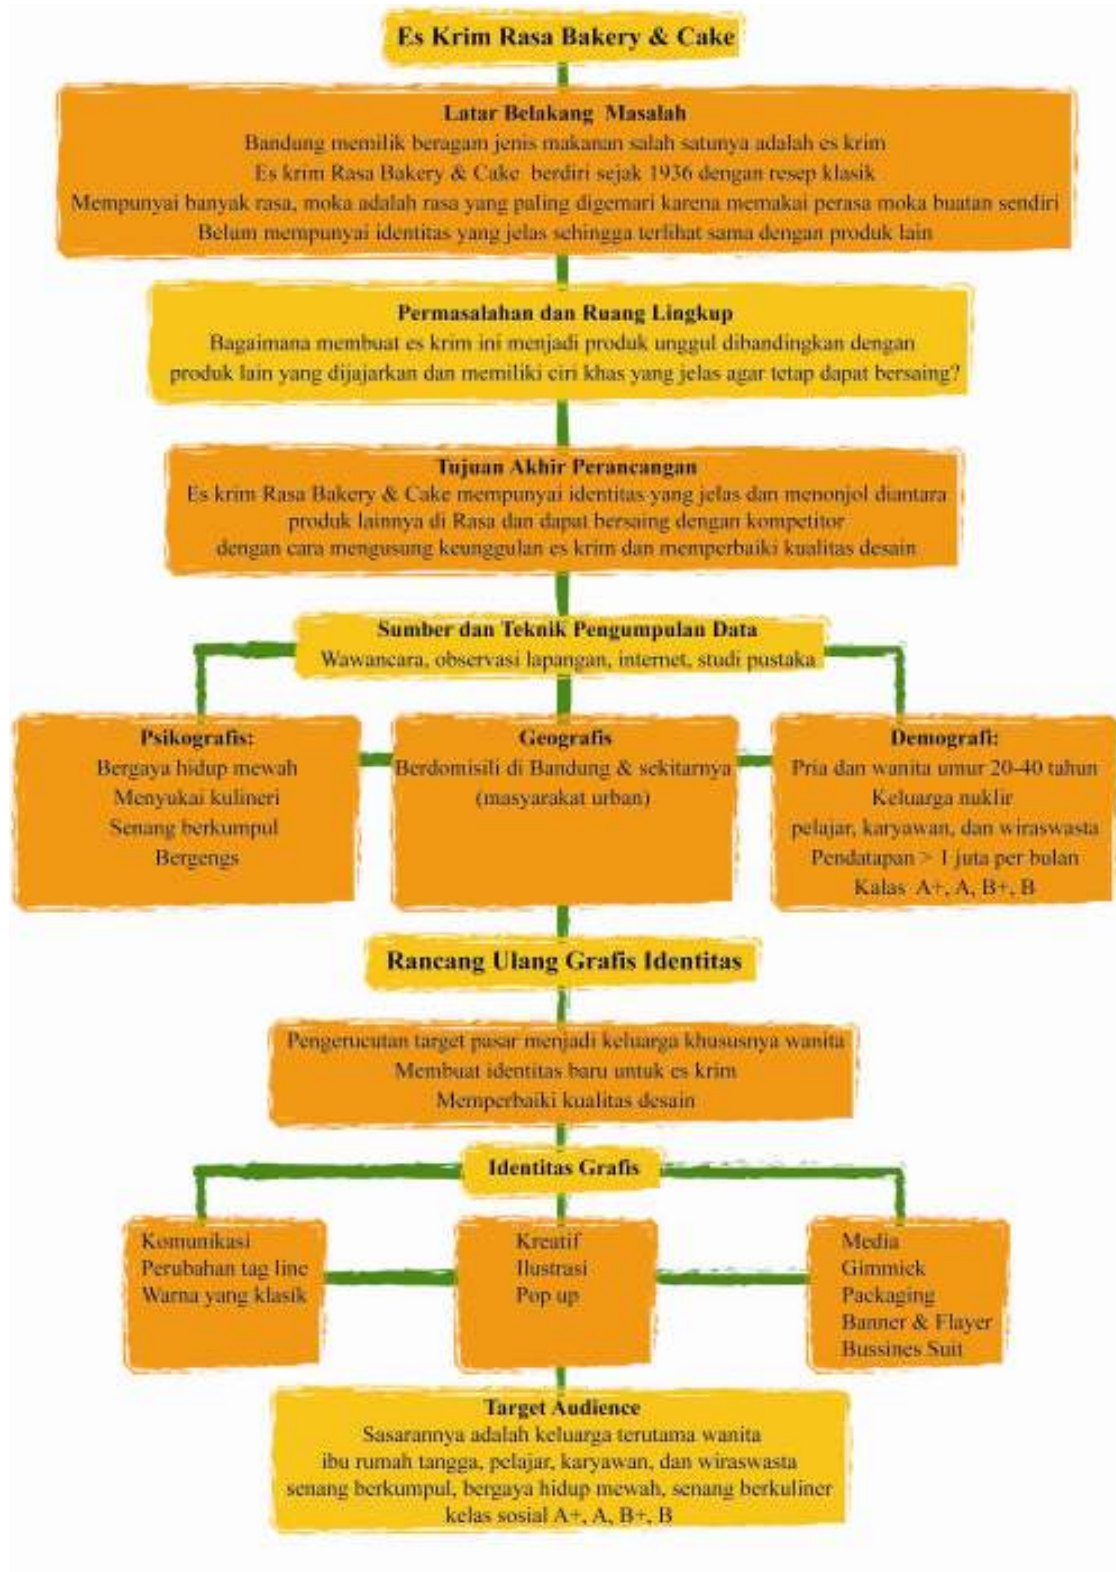 Es Krim Rasa Bakery & Cake
Latar Belakang Masalah
Bandung memilik beragam jenis makanan salah satunya adalah es krim
Es krim Rasa Bakery & Cake berdiri sejak 1936 dengan resep klasik
Mempunyai banyak rasa, moka adalah rasa yang paling digemari karena memakai perasa moka buatan sendiri
Belum mempunyai identitas yang jelas sehingga terlihat sama dengan produk lain
Permasalahan dan Ruang Lingkup
Bagaimana membuat es krim ini menjadi produk unggul dibandingkan dengan
produk lain yang dijajarkan dan memiliki ciri khas yang jelas agar tetap dapat bersaing?
Tujuan Akhir Perancangan
Es krim Rasa Bakery & Cake mempunyai identitas yang jelas dan menonjol diantara
produk lainnya di Rasa dan dapat bersaing dengan kompetitor
dengan cara mengusung keunggulan es krim dan memperbaiki kualitas desain
Sumber dan Teknik Pengumpulan Data
Wawancara, observasi lapangan, internet, studi pustaka
Psikografis:
Bergaya hidup mewah
Menyukai kulineri
Senang berkumpul
Bergengs
Geografis
Berdomisili di Bandung & sekitarnya
(masyarakat urban)
Demografi:
Pria dan wanita umur 20-40 tahun
Keluarga nuklir
pelajar, karyawan, dan wiraswasta
Pendatapan > 1 juta per bulan
Kalas A+, A, B+, B
Rancang Ulang Grafis Identitas
Pengerucutan target pasar menjadi keluarga khususnya wanita
Membuat identitas baru untuk es krim
Memperbaiki kualitas desain
Identitas Grafis
Komunikasi
Perubahan tag line
Warna yang klasik
Kreatif
Ilustrasi
Pop up
Media
Gimmick
Packaging
Banner & Flayer
Bussines Suit
Target Audience
Sasarannya adalah keluarga terutama wanita
ibu rumah tangga, pelajar, karyawan, dan wiraswasta
senang berkumpul, bergaya hidup mewah, senang berkuliner
kelas sosial A+, A, B+, B